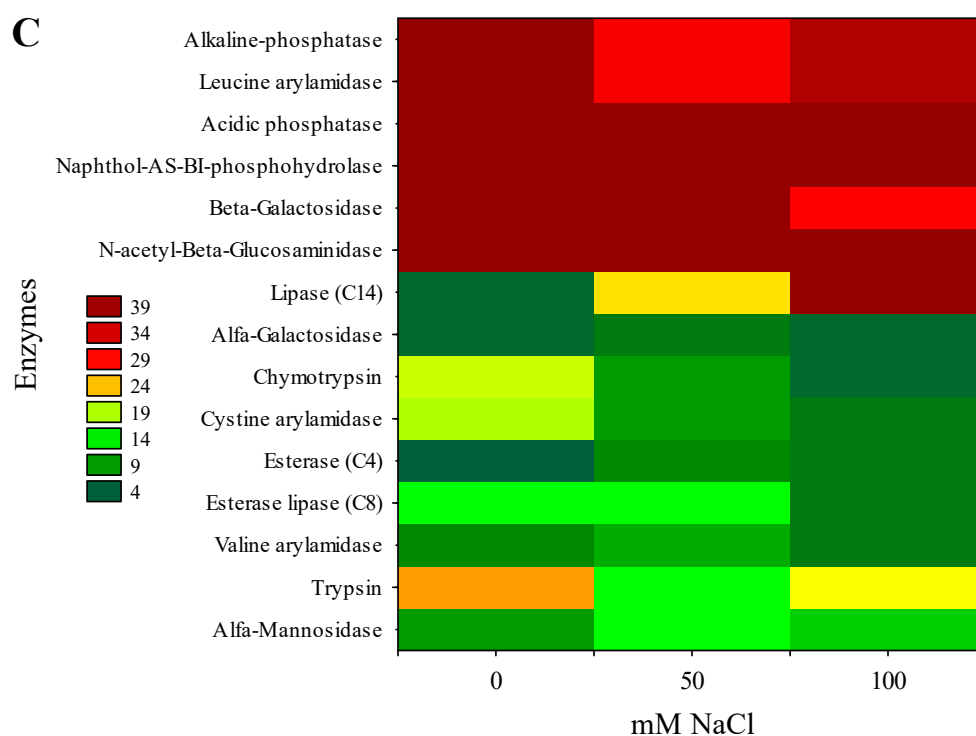 C
Alkaline-phosphatase
Leucine arylamidase
Acidic phosphatase
Naphthol-AS-BI-phosphohydrolase
Beta-Galactosidase
N-acetyl-Beta-Glucosaminidase
Lipase (C14)
Alfa-Galactosidase
Chymotrypsin
Cystine arylamidase
Esterase (C4)
Esterase lipase (C8)
Valine arylamidase
Trypsin
Alfa-Mannosidase
Enzymes
39
34
29
24
19
14
9
4
0 50 100
mM NaCl